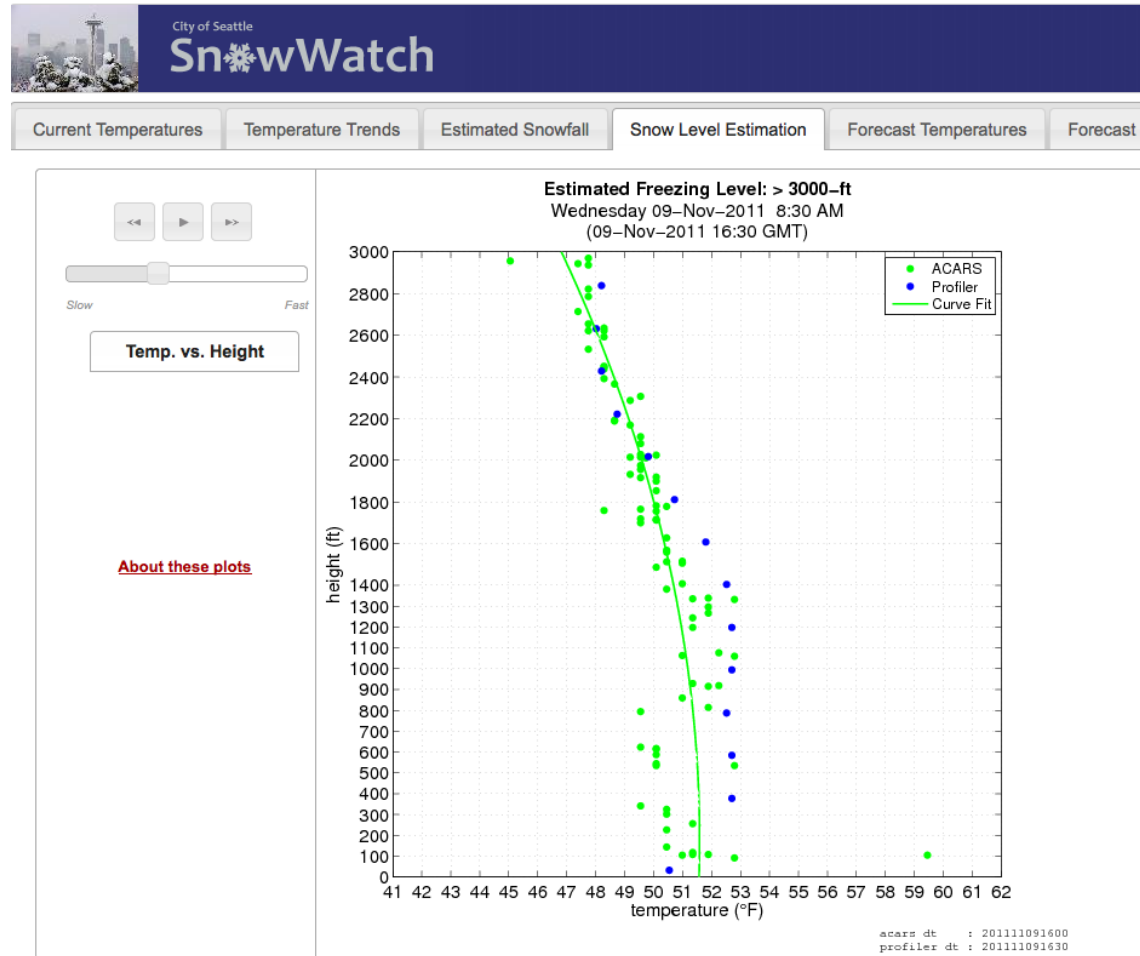 City of Seattle
SnowWatch
Current Temperatures
Temperature Trends
Estimated Snowfall
Snow Level Estimation
Forecast Temperatures
Forecast
Slow
Fast
Temp. vs. Height
About these plots
Estimated Freezing Level: > 3000-ft
Wednesday 09-Nov-2011 8:30 AM
(09-Nov-2011 16:30 GMT)
ACARS
Profiler
Curve Fit
height (ft)
3000
2800
2600
2400
2200
2000
1800
1600
1400
1300
1200
1100
1000
900
800
700
600
500
400
300
200
100
0
41 42 43 44 45 46 47 48 49 50 51 52 53 54 55 56 57 58 59 60 61 62
temperature (°F)
acars dt : 201111091600
profiler dt : 201111091630